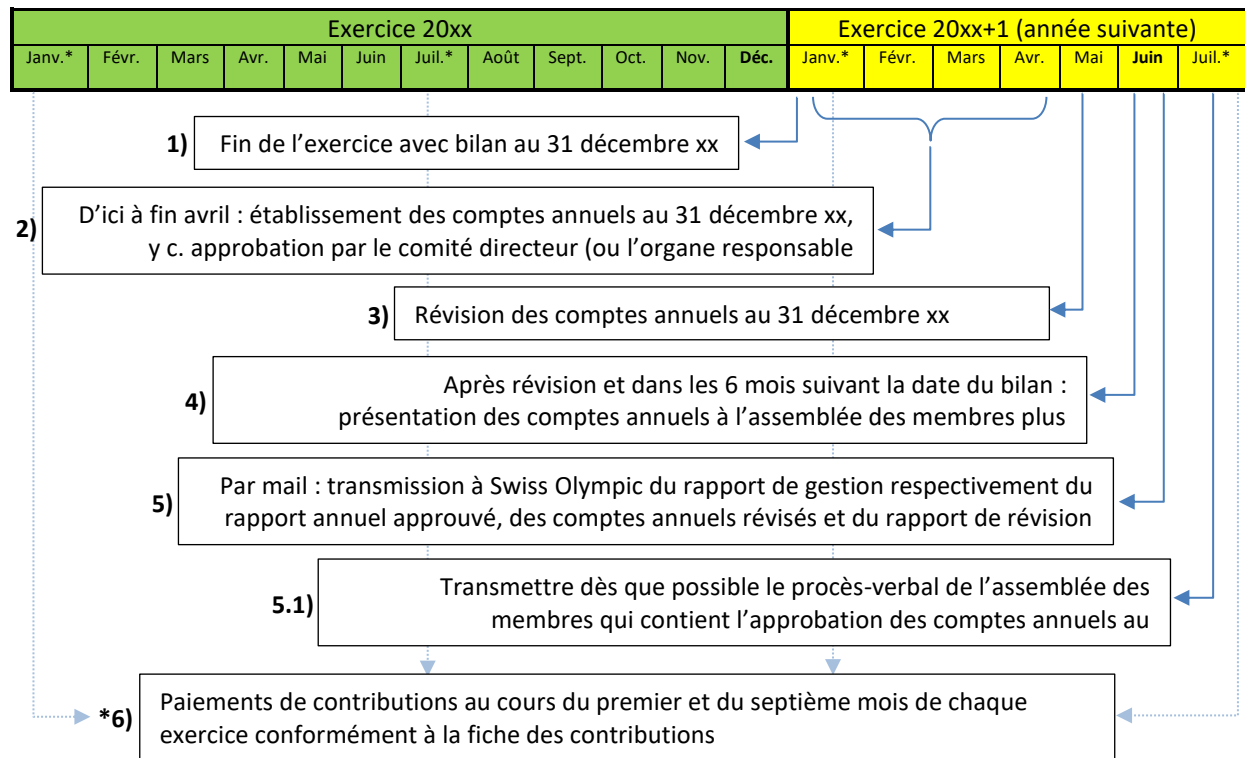 Exercice 20xx Exercice 20xx+1 (année suivante)
Janv.* Févr. Mars Avr. Mai Juin Juil.* Août Sept. Oct. Nov. Déc. Janv.* Févr. Mars Avr. Mai Juin Juil.*
1) Fin de l'exercice avec bilan au 31 décembre xx
2) D'ici à fin avril : établissement des comptes annuels au 31 décembre xx,
y c. approbation par le comité directeur (ou l'organe responsable
3) Révision des comptes annuels au 31 décembre xx
4) Après révision et dans les 6 mois suivant la date du bilan :
présentation des comptes annuels à l'assemblée des membres plus
5) Par mail : transmission à Swiss Olympic du rapport de gestion respectivement du
rapport annuel approuvé, des comptes annuels révisés et du rapport de révision
5.1) Transmettre dès que possible le procès-verbal de l'assemblée des
membres qui contient l'approbation des comptes annuels au
*6) Paiements de contributions au cours du premier et du septième mois de chaque
exercice conformément à la fiche des contributions